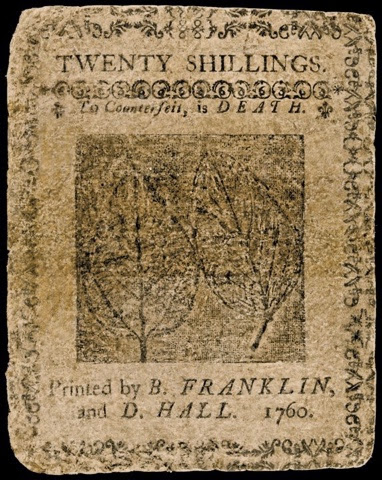 TWENTY SHILLINGS.
To Counterfeit, is DEATH.
Printed by B. FRANKLIN,
and D. HALL. 1760.